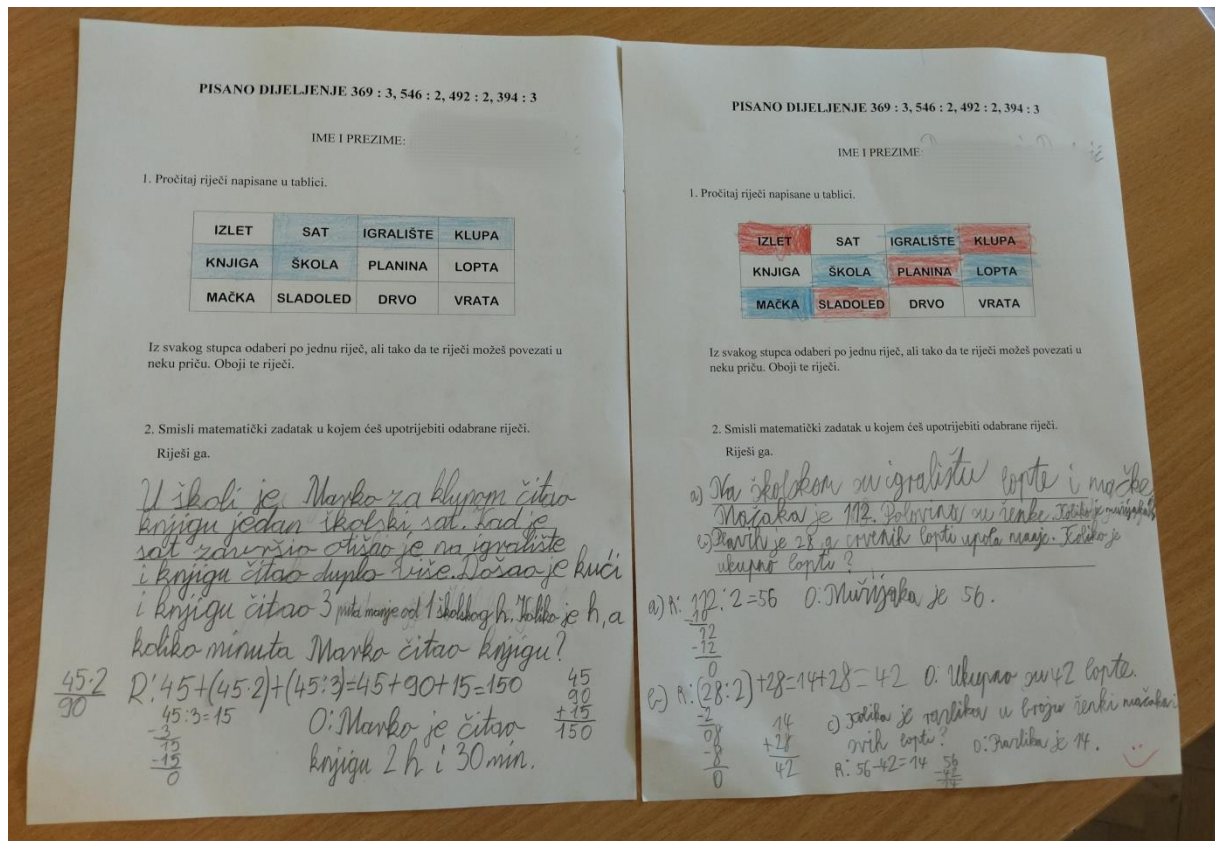 PISANO DIJELJENJE 369 : 3, 546 : 2, 492 : 2, 394 : 3
IME I PREZIME:
1. Pročitaj riječi napisane u tablici.
IZLET SAT IGRALIŠTE KLUPA
KNJIGA ŠKOLA PLANINA LOPTA
MAČKA SLADOLED DRVO VRATA
Iz svakog stupca odaberi po jednu riječ, ali tako da te riječi možeš povezati u
neku priču. Oboji te riječi.
2. Smisli matematički zadatak u kojem ćeš upotrijebiti odabrane riječi.
Riješi ga.
U školi je Marko za klupom čitao
knjigu jedan školski sat. Kad je
sat završio otišao je na igralište
i knjigu čitao duplo više. Došao je kući
i knjigu čitao 3 puta manje od 1 školskog h. Koliko je h, a
koliko minuta Marko čitao knjigu?
45·2
90
R: 45+(45·2)+(45:3)=45+90+15=150
45:3=15
-3
15
-15
0
45
90
+15
150
O: Marko je čitao
knjigu 2 h i 30 min.
PISANO DIJELJENJE 369 : 3, 546 : 2, 492 : 2, 394 : 3
IME I PREZIME:
1. Pročitaj riječi napisane u tablici.
IZLET SAT IGRALIŠTE KLUPA
KNJIGA ŠKOLA PLANINA LOPTA
MAČKA SLADOLED DRVO VRATA
Iz svakog stupca odaberi po jednu riječ, ali tako da te riječi možeš povezati u
neku priču. Oboji te riječi.
2. Smisli matematički zadatak u kojem ćeš upotrijebiti odabrane riječi.
Riješi ga.
a) Na školskom su igralištu lopte i mačke
Mačaka je 112. Polovina su ženke. Koliko je mužjaka?
b) Plavih je 28, a crvenih lopti upola manje. Koliko je
ukupno lopti?
a) R: 112:2=56 O: Mužjaka je 56.
-10
12
-12
0
b) R: (28:2)+28=14+28=42 O: Ukupno su 42 lopte.
-2
08
-8
0
14
+28
42
c) Kolika je razlika u broju ženki mačaka i
svih lopti? O: Razlika je 14.
R: 56-42=14
56
-42
14